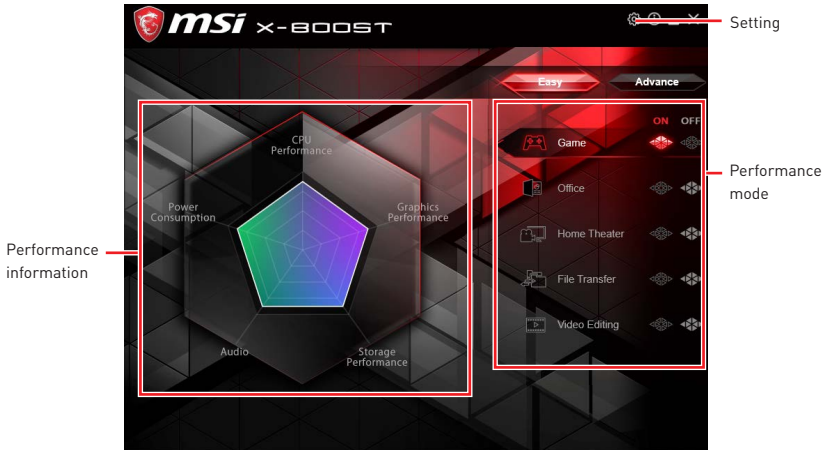 msi X-BOOST
Setting
Easy
Advance
ON OFF
CPU
Performance
Game
Power
Consumption
Graphics
Performance
Office
Performance
mode
Performance
information
Home Theater
File Transfer
Audio
Storage
Performance
Video Editing